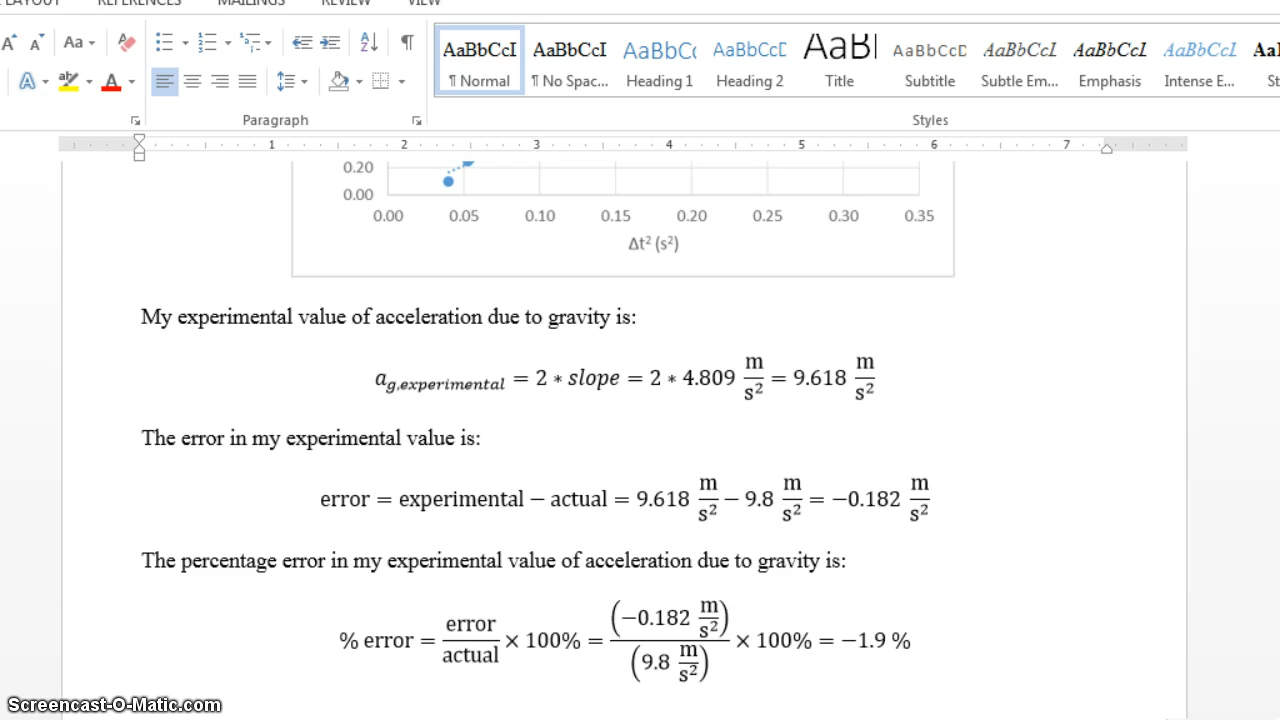 LAYOUT REFERENCES MAILINGS REVIEW VIEW
A A Aa A A Z ¶ AaBbCcI AaBbCcI AaBbCc AaBbCcD AaB AaBbCcD AaBbCcI AaBbCcI AaBbCcI AaI
A aby A ¶ Normal ¶ No Spac... Heading 1 Heading 2 Title Subtitle Subtle Em... Emphasis Intense E... St
Paragraph Styles
1 2 3 4 5 6 7
0.20
0.00
0.00 0.05 0.10 0.15 0.20 0.25 0.30 0.35
Δt² (s²)
My experimental value of acceleration due to gravity is:
a_g,experimental = 2 * slope = 2 * 4.809 m/s² = 9.618 m/s²
The error in my experimental value is:
error = experimental − actual = 9.618 m/s² − 9.8 m/s² = −0.182 m/s²
The percentage error in my experimental value of acceleration due to gravity is:
% error = error/actual × 100% = (−0.182 m/s²)/(9.8 m/s²) × 100% = −1.9 %
Screencast-O-Matic.com